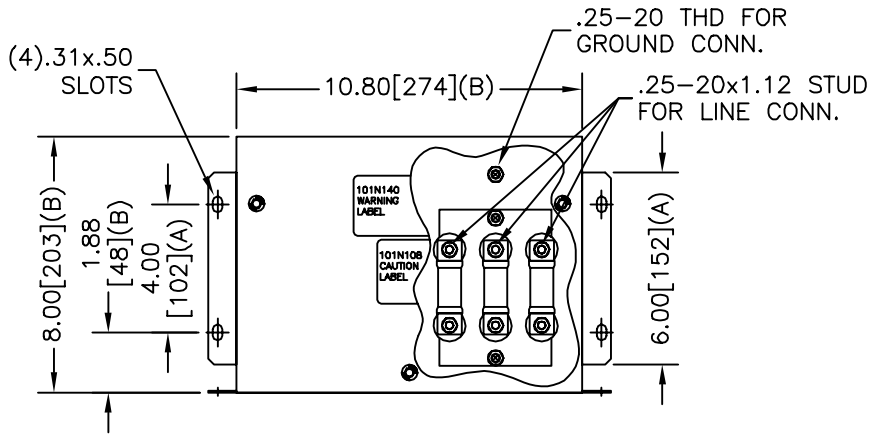 .25-20 THD FOR
GROUND CONN.
(4).31x.50
SLOTS
10.80[274](B)
.25-20x1.12 STUD
FOR LINE CONN.
101N140
WARNING
LABEL
101N108
CAUTION
LABEL
8.00[203](B)
1.88
[48](B)
4.00
[102](A)
6.00[152](A)